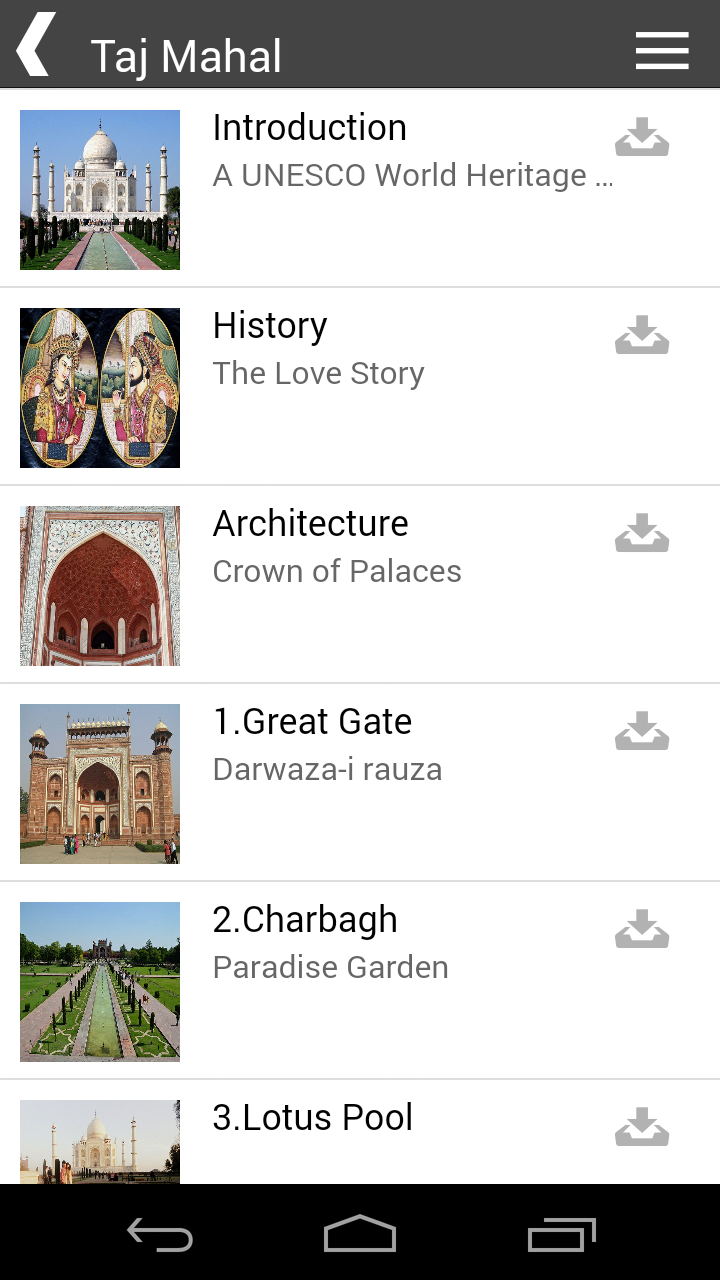 Taj Mahal
Introduction
A UNESCO World Heritage ...
History
The Love Story
Architecture
Crown of Palaces
1.Great Gate
Darwaza-i rauza
2.Charbagh
Paradise Garden
3.Lotus Pool